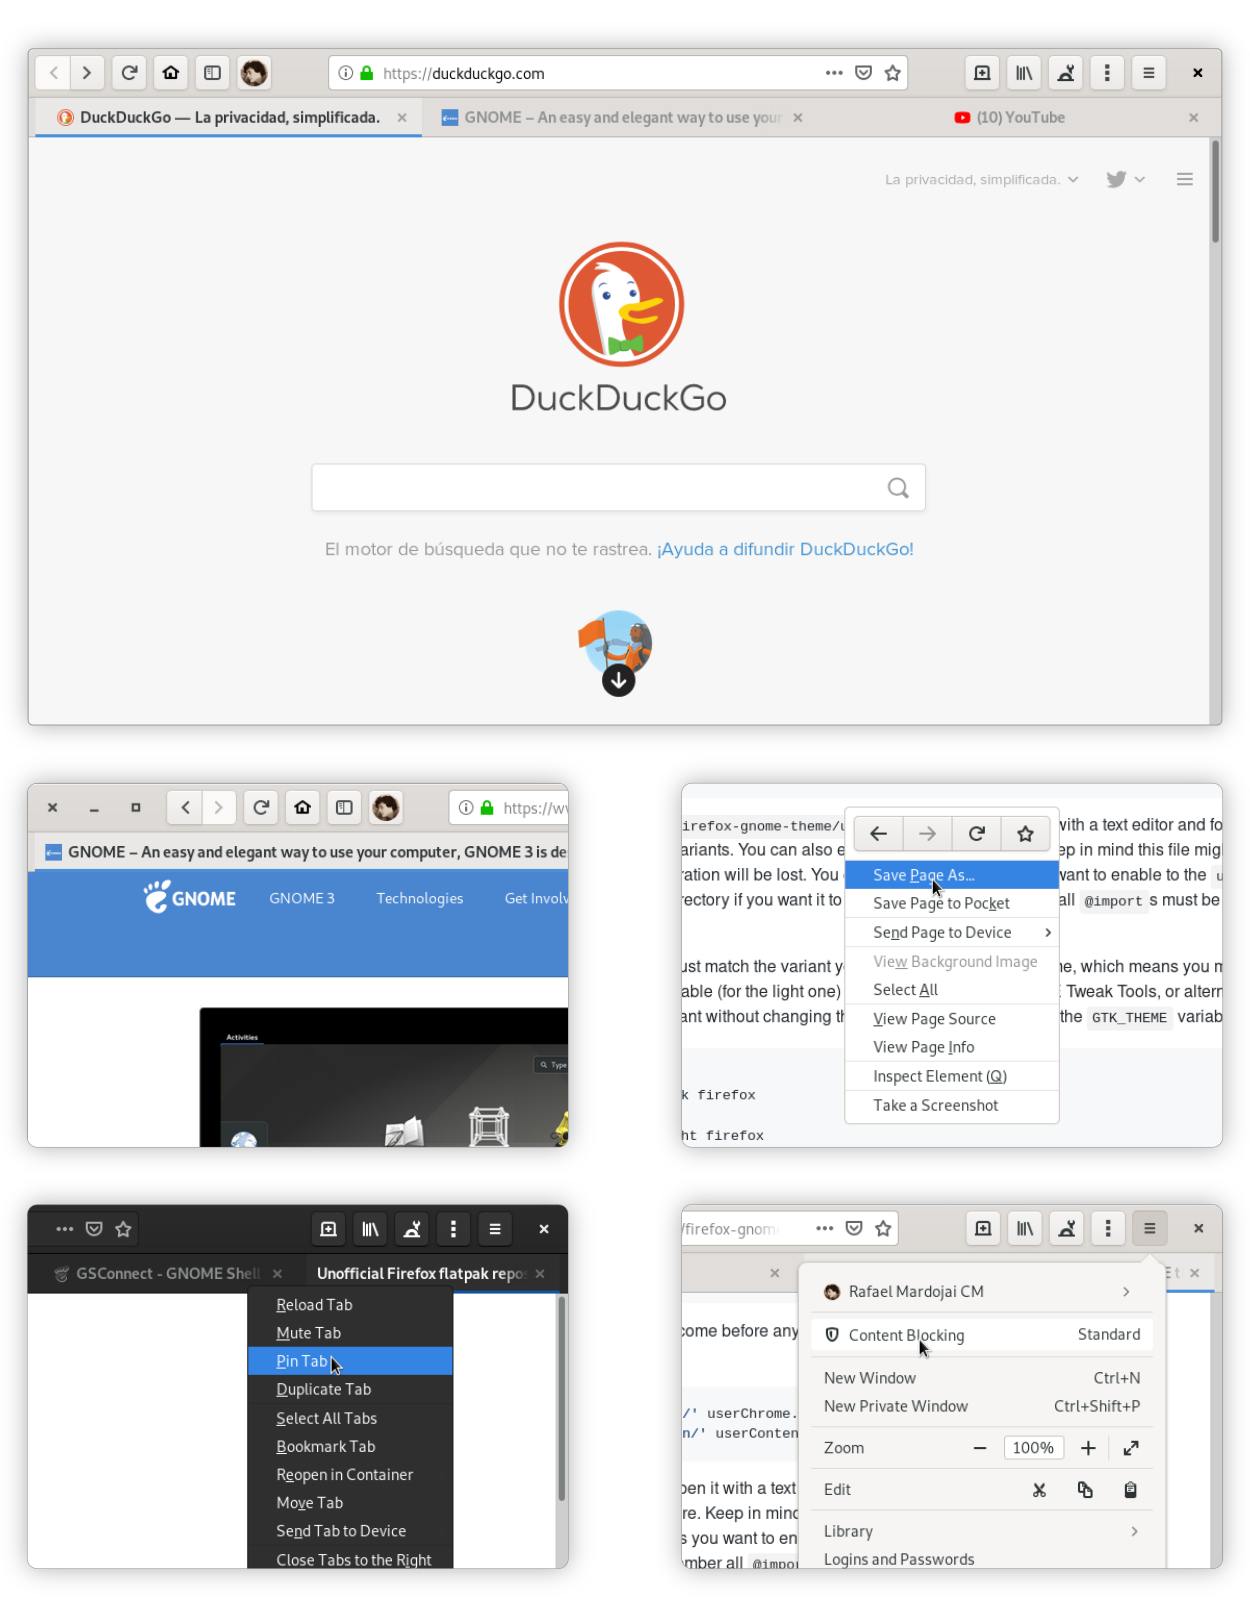 https://duckduckgo.com
DuckDuckGo — La privacidad, simplificada.
GNOME – An easy and elegant way to use your
(10) YouTube
La privacidad, simplificada.
DuckDuckGo
El motor de búsqueda que no te rastrea. ¡Ayuda a difundir DuckDuckGo!
https://w
GNOME – An easy and elegant way to use your computer, GNOME 3 is de
GNOME
GNOME 3
Technologies
Get Involv
Activities
Type
irefox-gnome-theme/u
with a text editor and fo
ariants. You can also e
ep in mind this file mig
ration will be lost. You
want to enable to the
rectory if you want it to
all @import s must be
ust match the variant y
e, which means you m
able (for the light one)
Tweak Tools, or altern
ant without changing th
the GTK_THEME variab
k firefox
ht firefox
Save Page As...
Save Page to Pocket
Send Page to Device
View Background Image
Select All
View Page Source
View Page Info
Inspect Element (Q)
Take a Screenshot
GSConnect - GNOME Shell
Unofficial Firefox flatpak repo
Reload Tab
Mute Tab
Pin Tab
Duplicate Tab
Select All Tabs
Bookmark Tab
Reopen in Container
Move Tab
Send Tab to Device
Close Tabs to the Right
/firefox-gnome
E t
come before any
/' userChrome.
n/' userConten
pen it with a text
re. Keep in mind
s you want to en
mber all @impor
Rafael Mardojai CM
Content Blocking Standard
New Window Ctrl+N
New Private Window Ctrl+Shift+P
Zoom 100%
Edit
Library
Logins and Passwords